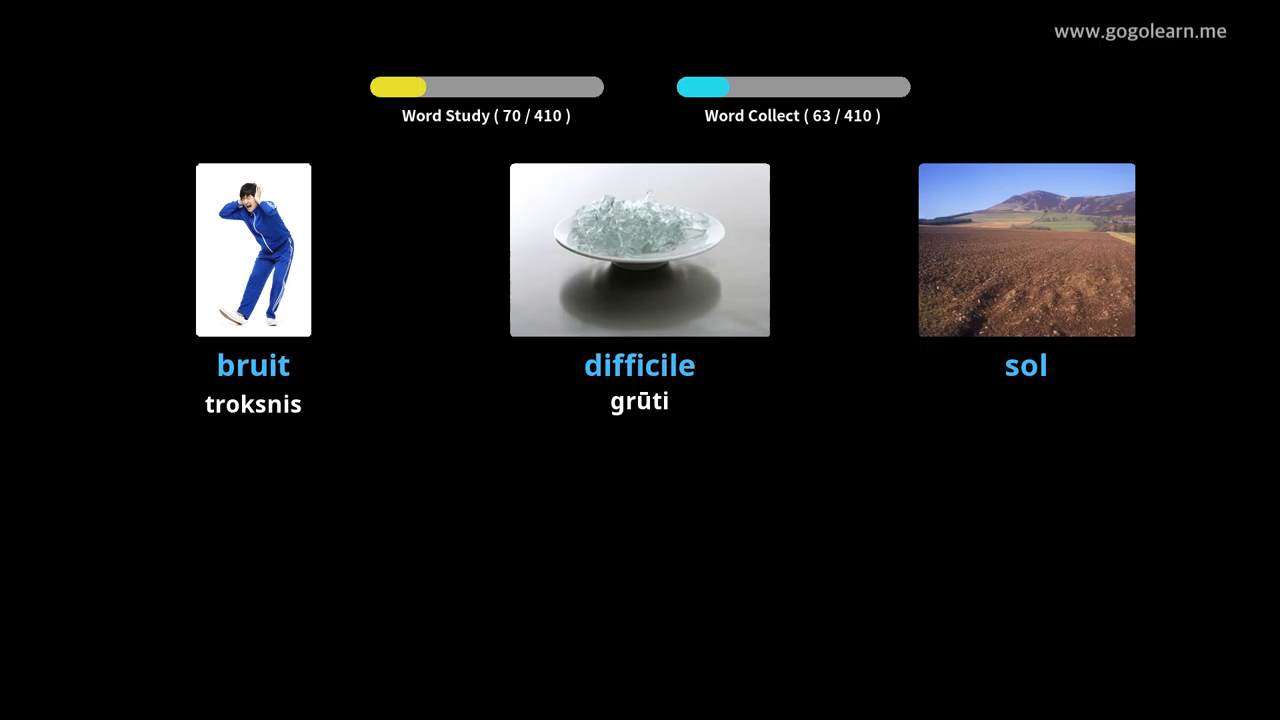 www.gogolearn.me
Word Study ( 70 / 410 )
Word Collect ( 63 / 410 )
bruit
troksnis
difficile
grūti
sol